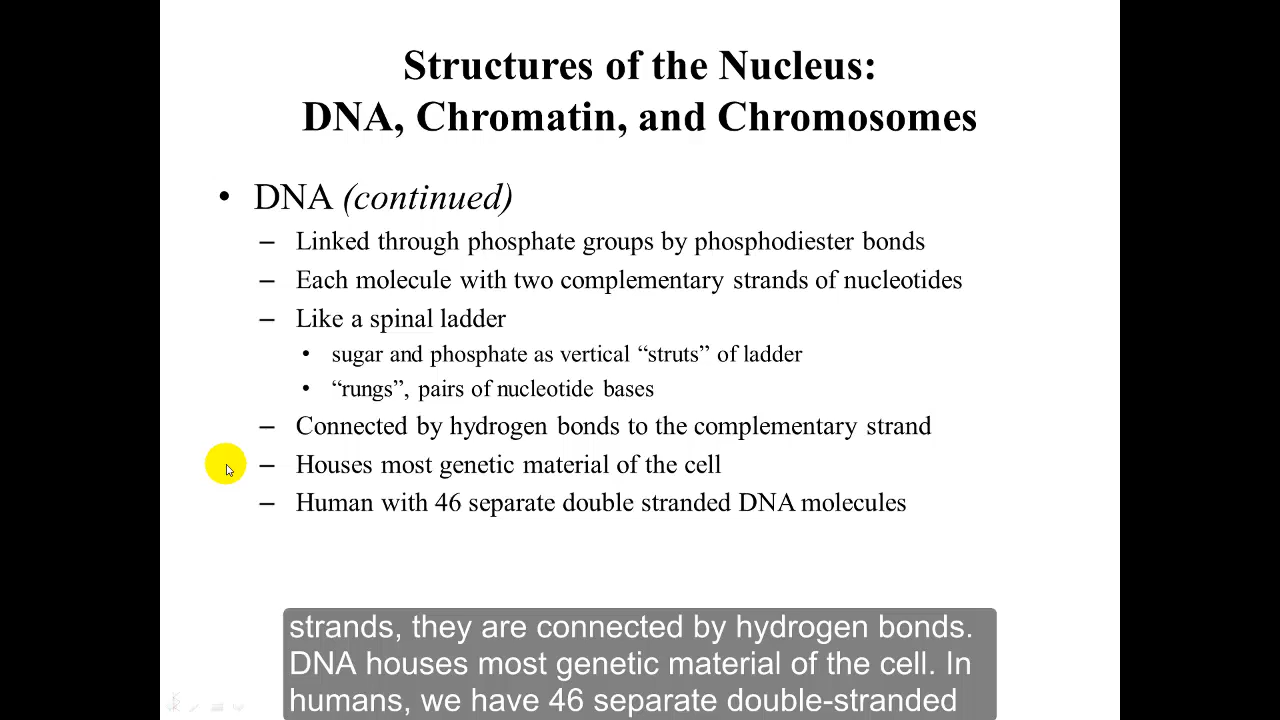 Structures of the Nucleus:
DNA, Chromatin, and Chromosomes
• DNA (continued)
– Linked through phosphate groups by phosphodiester bonds
– Each molecule with two complementary strands of nucleotides
– Like a spinal ladder
• sugar and phosphate as vertical “struts” of ladder
• “rungs”, pairs of nucleotide bases
– Connected by hydrogen bonds to the complementary strand
– Houses most genetic material of the cell
– Human with 46 separate double stranded DNA molecules
strands, they are connected by hydrogen bonds.
DNA houses most genetic material of the cell. In
humans, we have 46 separate double-stranded